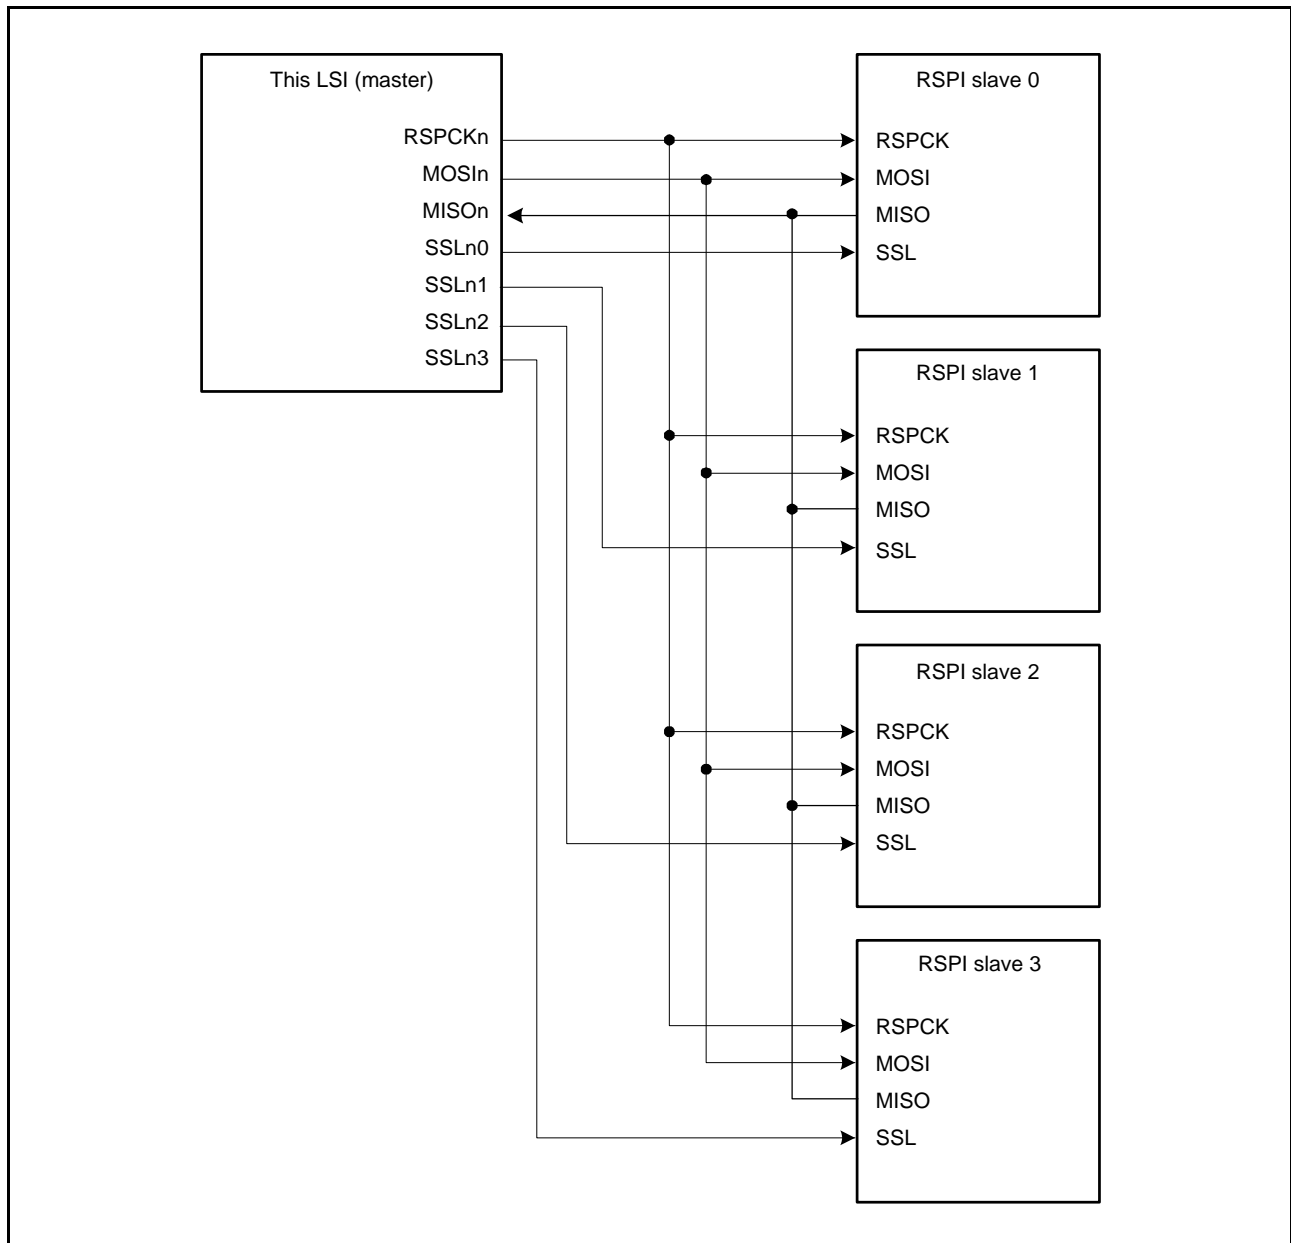 This LSI (master)
RSPCKn
MOSIn
MISOn
SSLn0
SSLn1
SSLn2
SSLn3
RSPI slave 0
RSPCK
MOSI
MISO
SSL
RSPI slave 1
RSPCK
MOSI
MISO
SSL
RSPI slave 2
RSPCK
MOSI
MISO
SSL
RSPI slave 3
RSPCK
MOSI
MISO
SSL